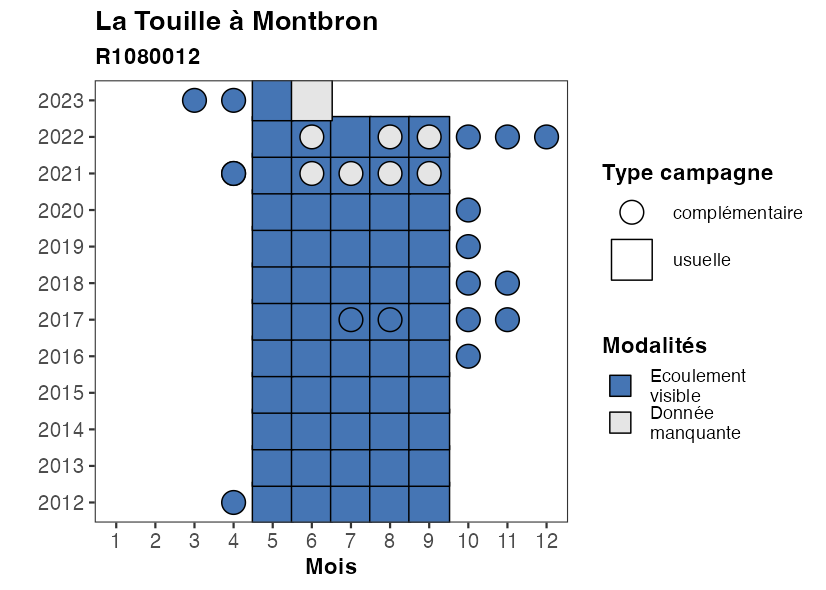 La Touille à Montbron
R1080012
2023
2022
2021
2020
2019
2018
2017
2016
2015
2014
2013
2012
1 2 3 4 5 6 7 8 9 10 11 12
Mois
Type campagne
complémentaire
usuelle
Modalités
Ecoulement
visible
Donnée
manquante